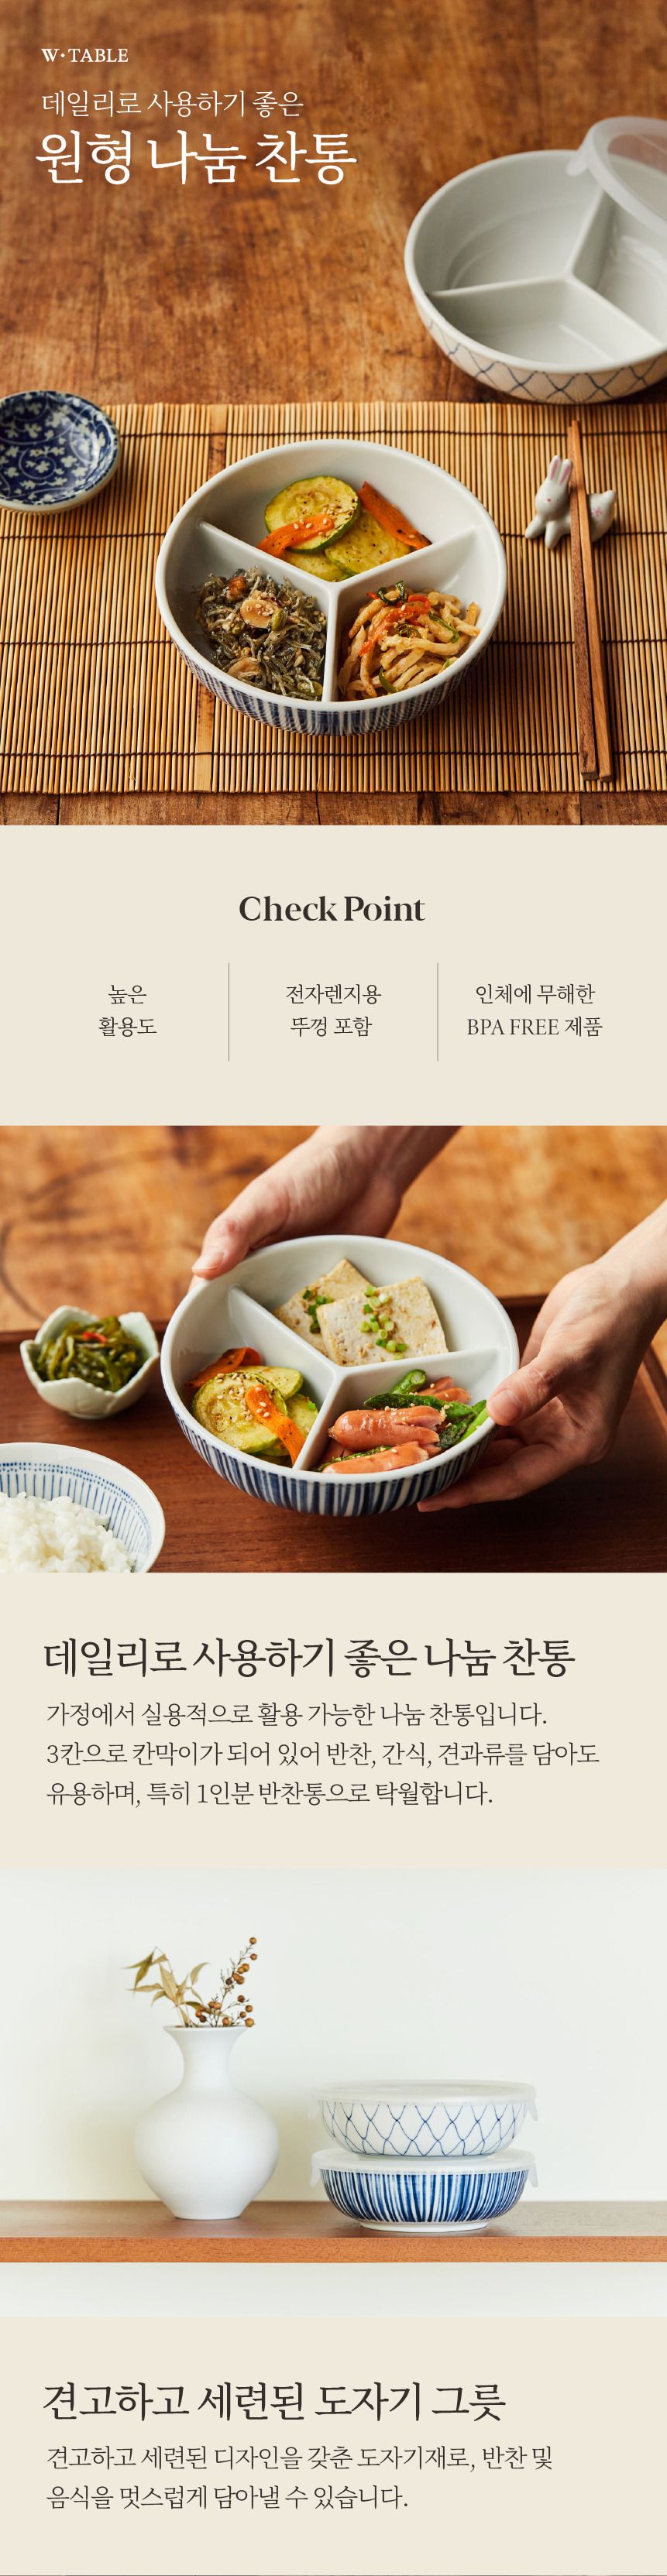 W·TABLE
데일리로 사용하기 좋은
원형 나눔 찬통
Check Point
높은
활용도
전자렌지용
뚜껑 포함
인체에 무해한
BPA FREE 제품
데일리로 사용하기 좋은 나눔 찬통
가정에서 실용적으로 활용 가능한 나눔 찬통입니다.
3칸으로 칸막이가 되어 있어 반찬, 간식, 견과류를 담아도
유용하며, 특히 1인분 반찬통으로 탁월합니다.
견고하고 세련된 도자기 그릇
견고하고 세련된 디자인을 갖춘 도자기재로, 반찬 및
음식을 멋스럽게 담아낼 수 있습니다.